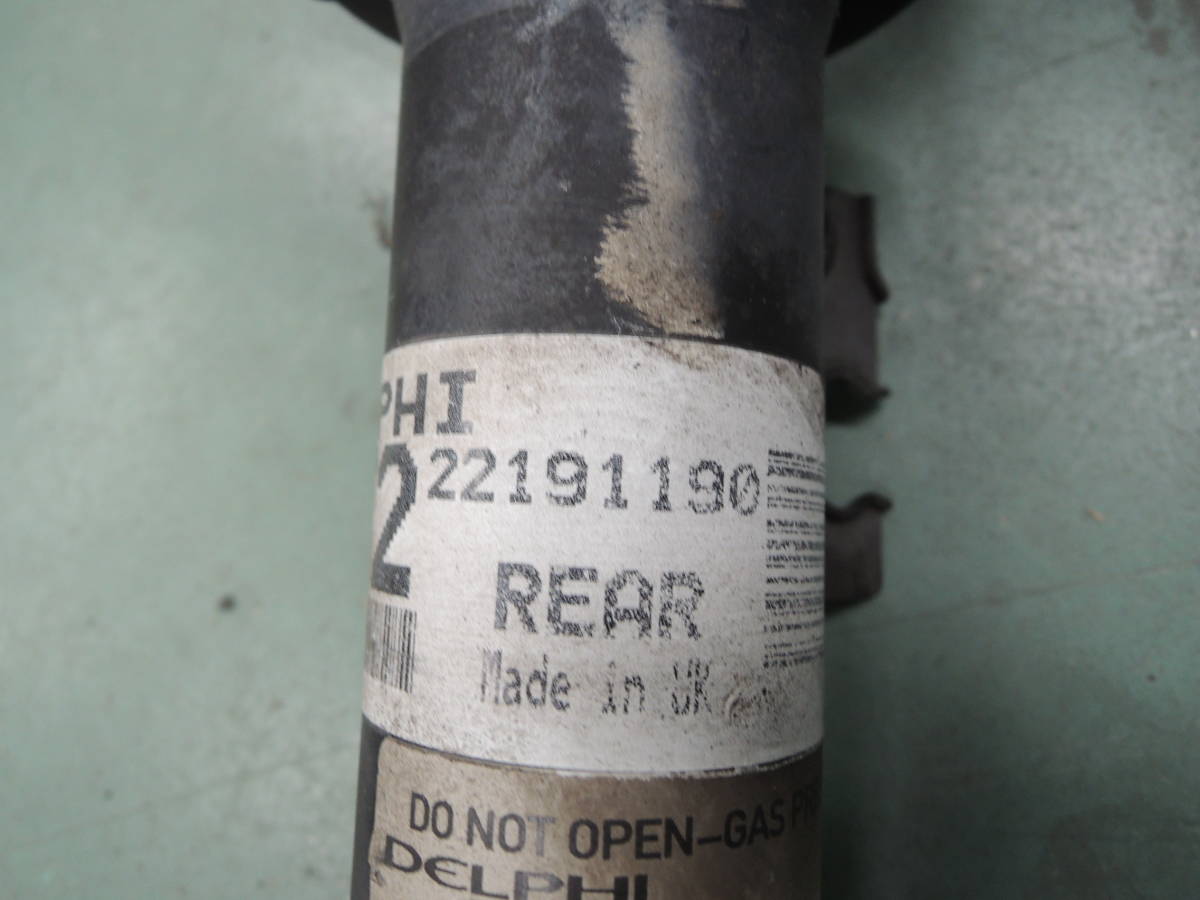 PHI
2
22191190
REAR
Made in UK
DO NOT OPEN-GAS
DELPHI